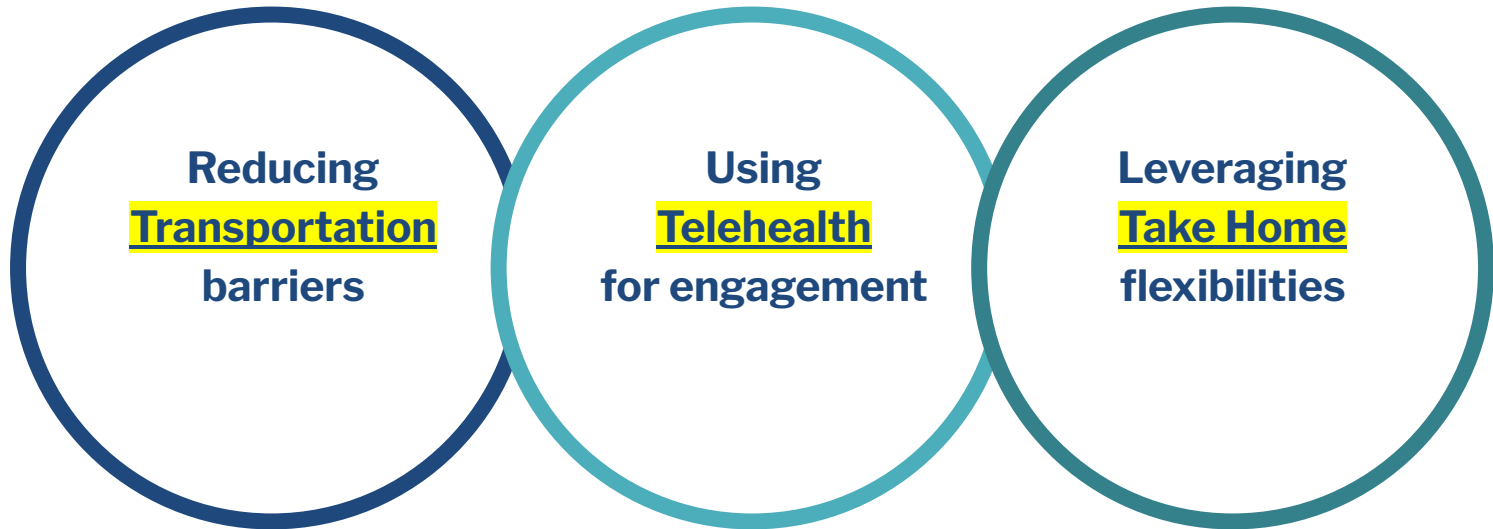 Reducing
Transportation
barriers
Using
Telehealth
for engagement
Leveraging
Take Home
flexibilities